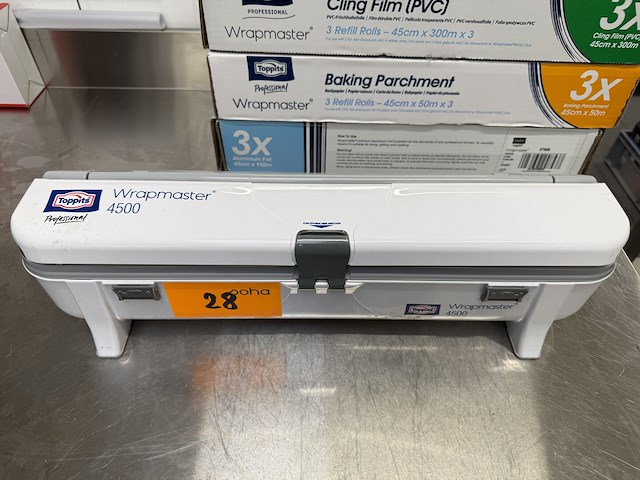 PROFESSIONAL
Wrapmaster®
Cling Film (PVC)
3 Refill Rolls – 45cm x 300m x 3
3x
Cling Film (PVC)
45cm x 300m
Toppits
Professional
Wrapmaster®
Baking Parchment
3 Refill Rolls – 45cm x 50m x 3
3x
Baking Parchment
45cm x 50m
3x
Aluminium Foil
45cm x 150m
How To Use
Toppits
Professional
Wrapmaster®
4500
28
ooha
Toppits
Wrapmaster®
4500